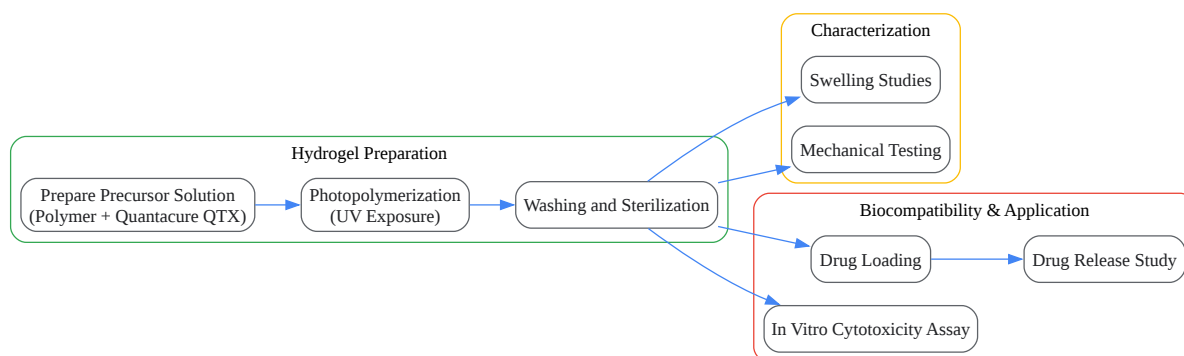 Characterization
Swelling Studies
Mechanical Testing
Hydrogel Preparation
Prepare Precursor Solution
(Polymer + Quantacure QTX)
Photopolymerization
(UV Exposure)
Washing and Sterilization
Biocompatibility & Application
Drug Loading
Drug Release Study
In Vitro Cytotoxicity Assay